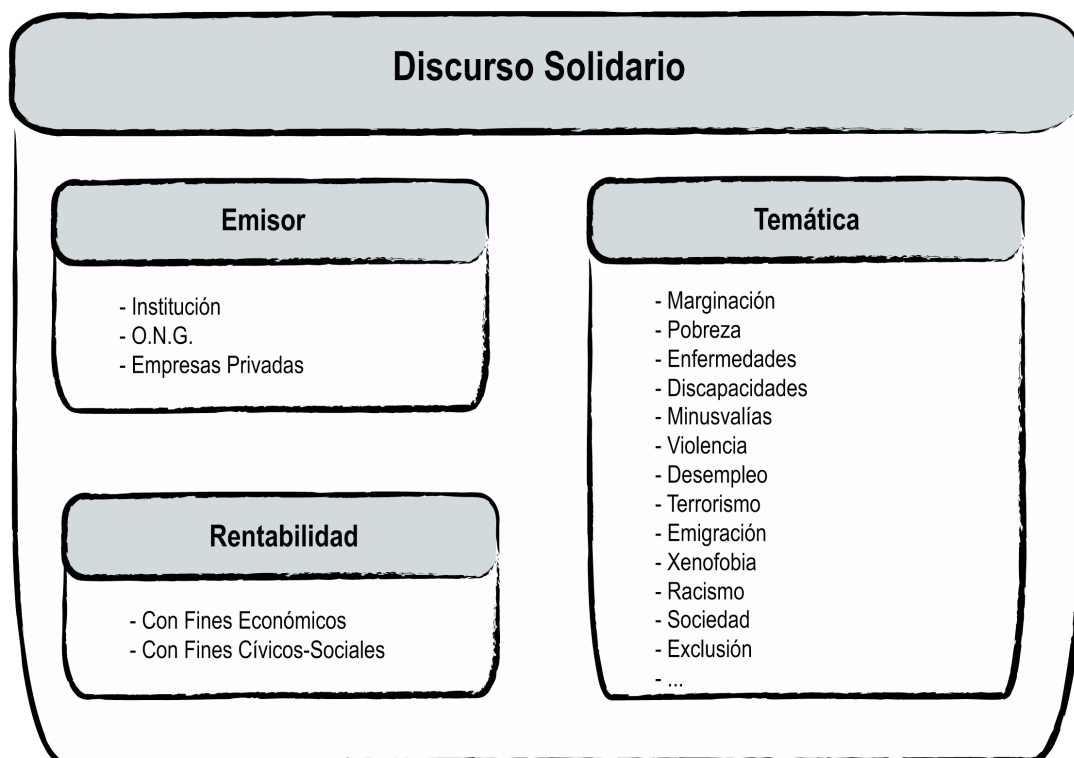 Discurso Solidario
Emisor
- Institución
- O.N.G.
- Empresas Privadas
Rentabilidad
- Con Fines Económicos
- Con Fines Cívicos-Sociales
Temática
- Marginación
- Pobreza
- Enfermedades
- Discapacidades
- Minusvalías
- Violencia
- Desempleo
- Terrorismo
- Emigración
- Xenofobia
- Racismo
- Sociedad
- Exclusión
- ...